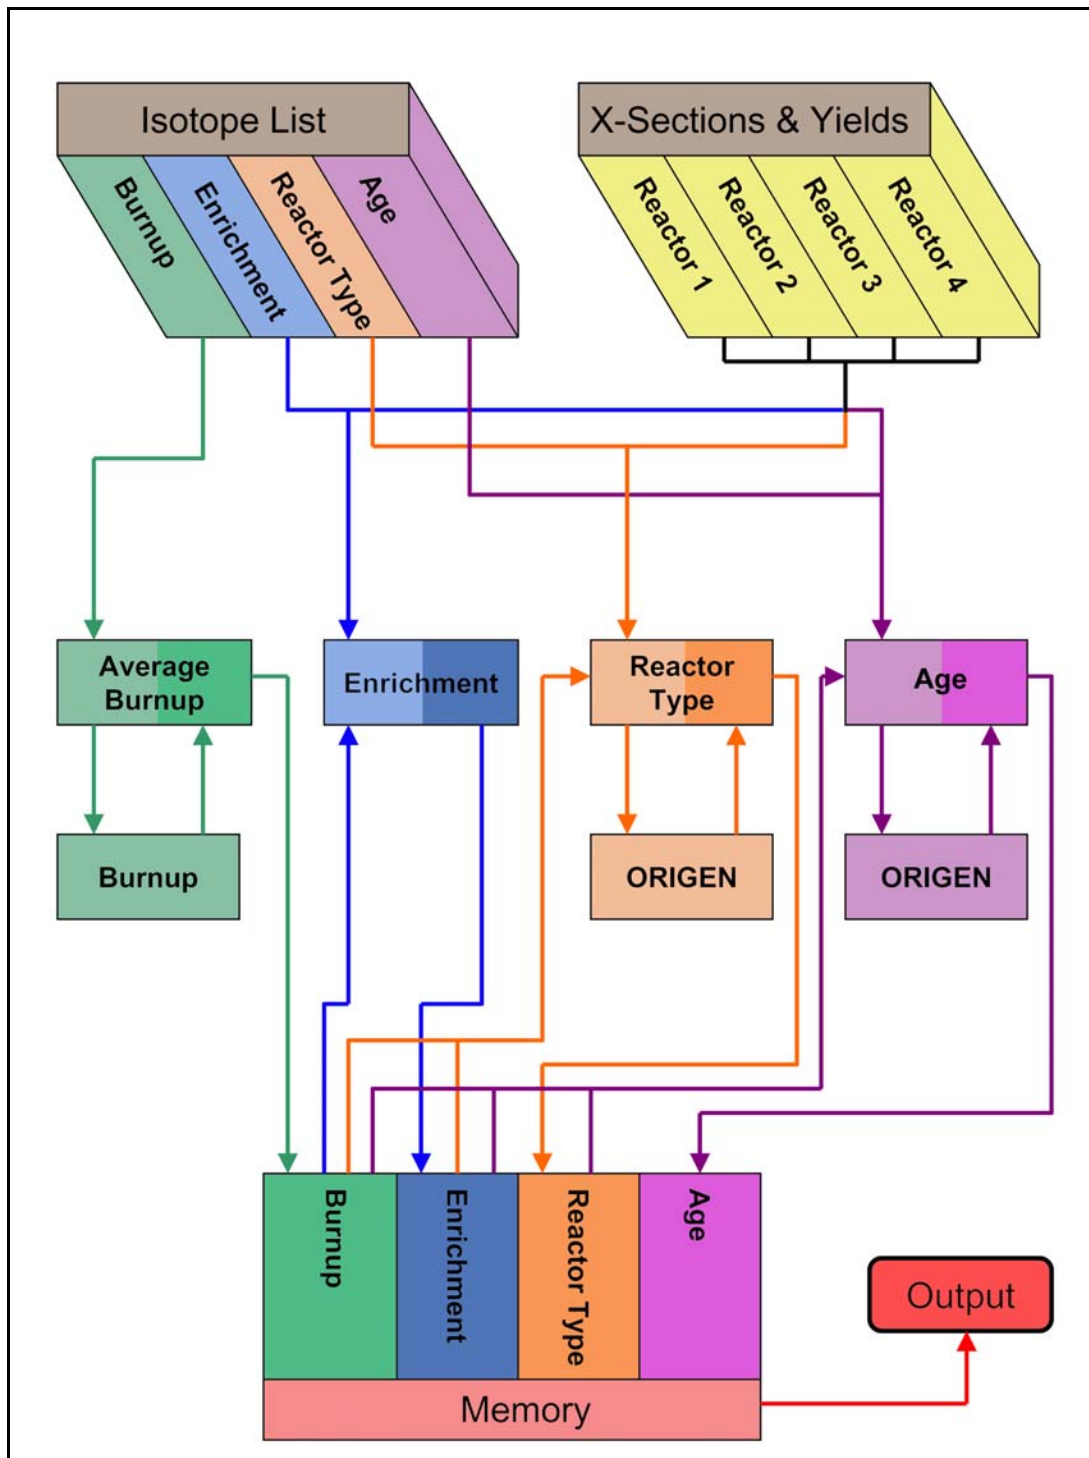 Isotope List
X-Sections & Yields
Burnup
Enrichment
Reactor Type
Age
Reactor 1
Reactor 2
Reactor 3
Reactor 4
Average
Burnup
Enrichment
Reactor
Type
Age
Burnup
ORIGEN
ORIGEN
Burnup
Enrichment
Reactor Type
Age
Output
Memory